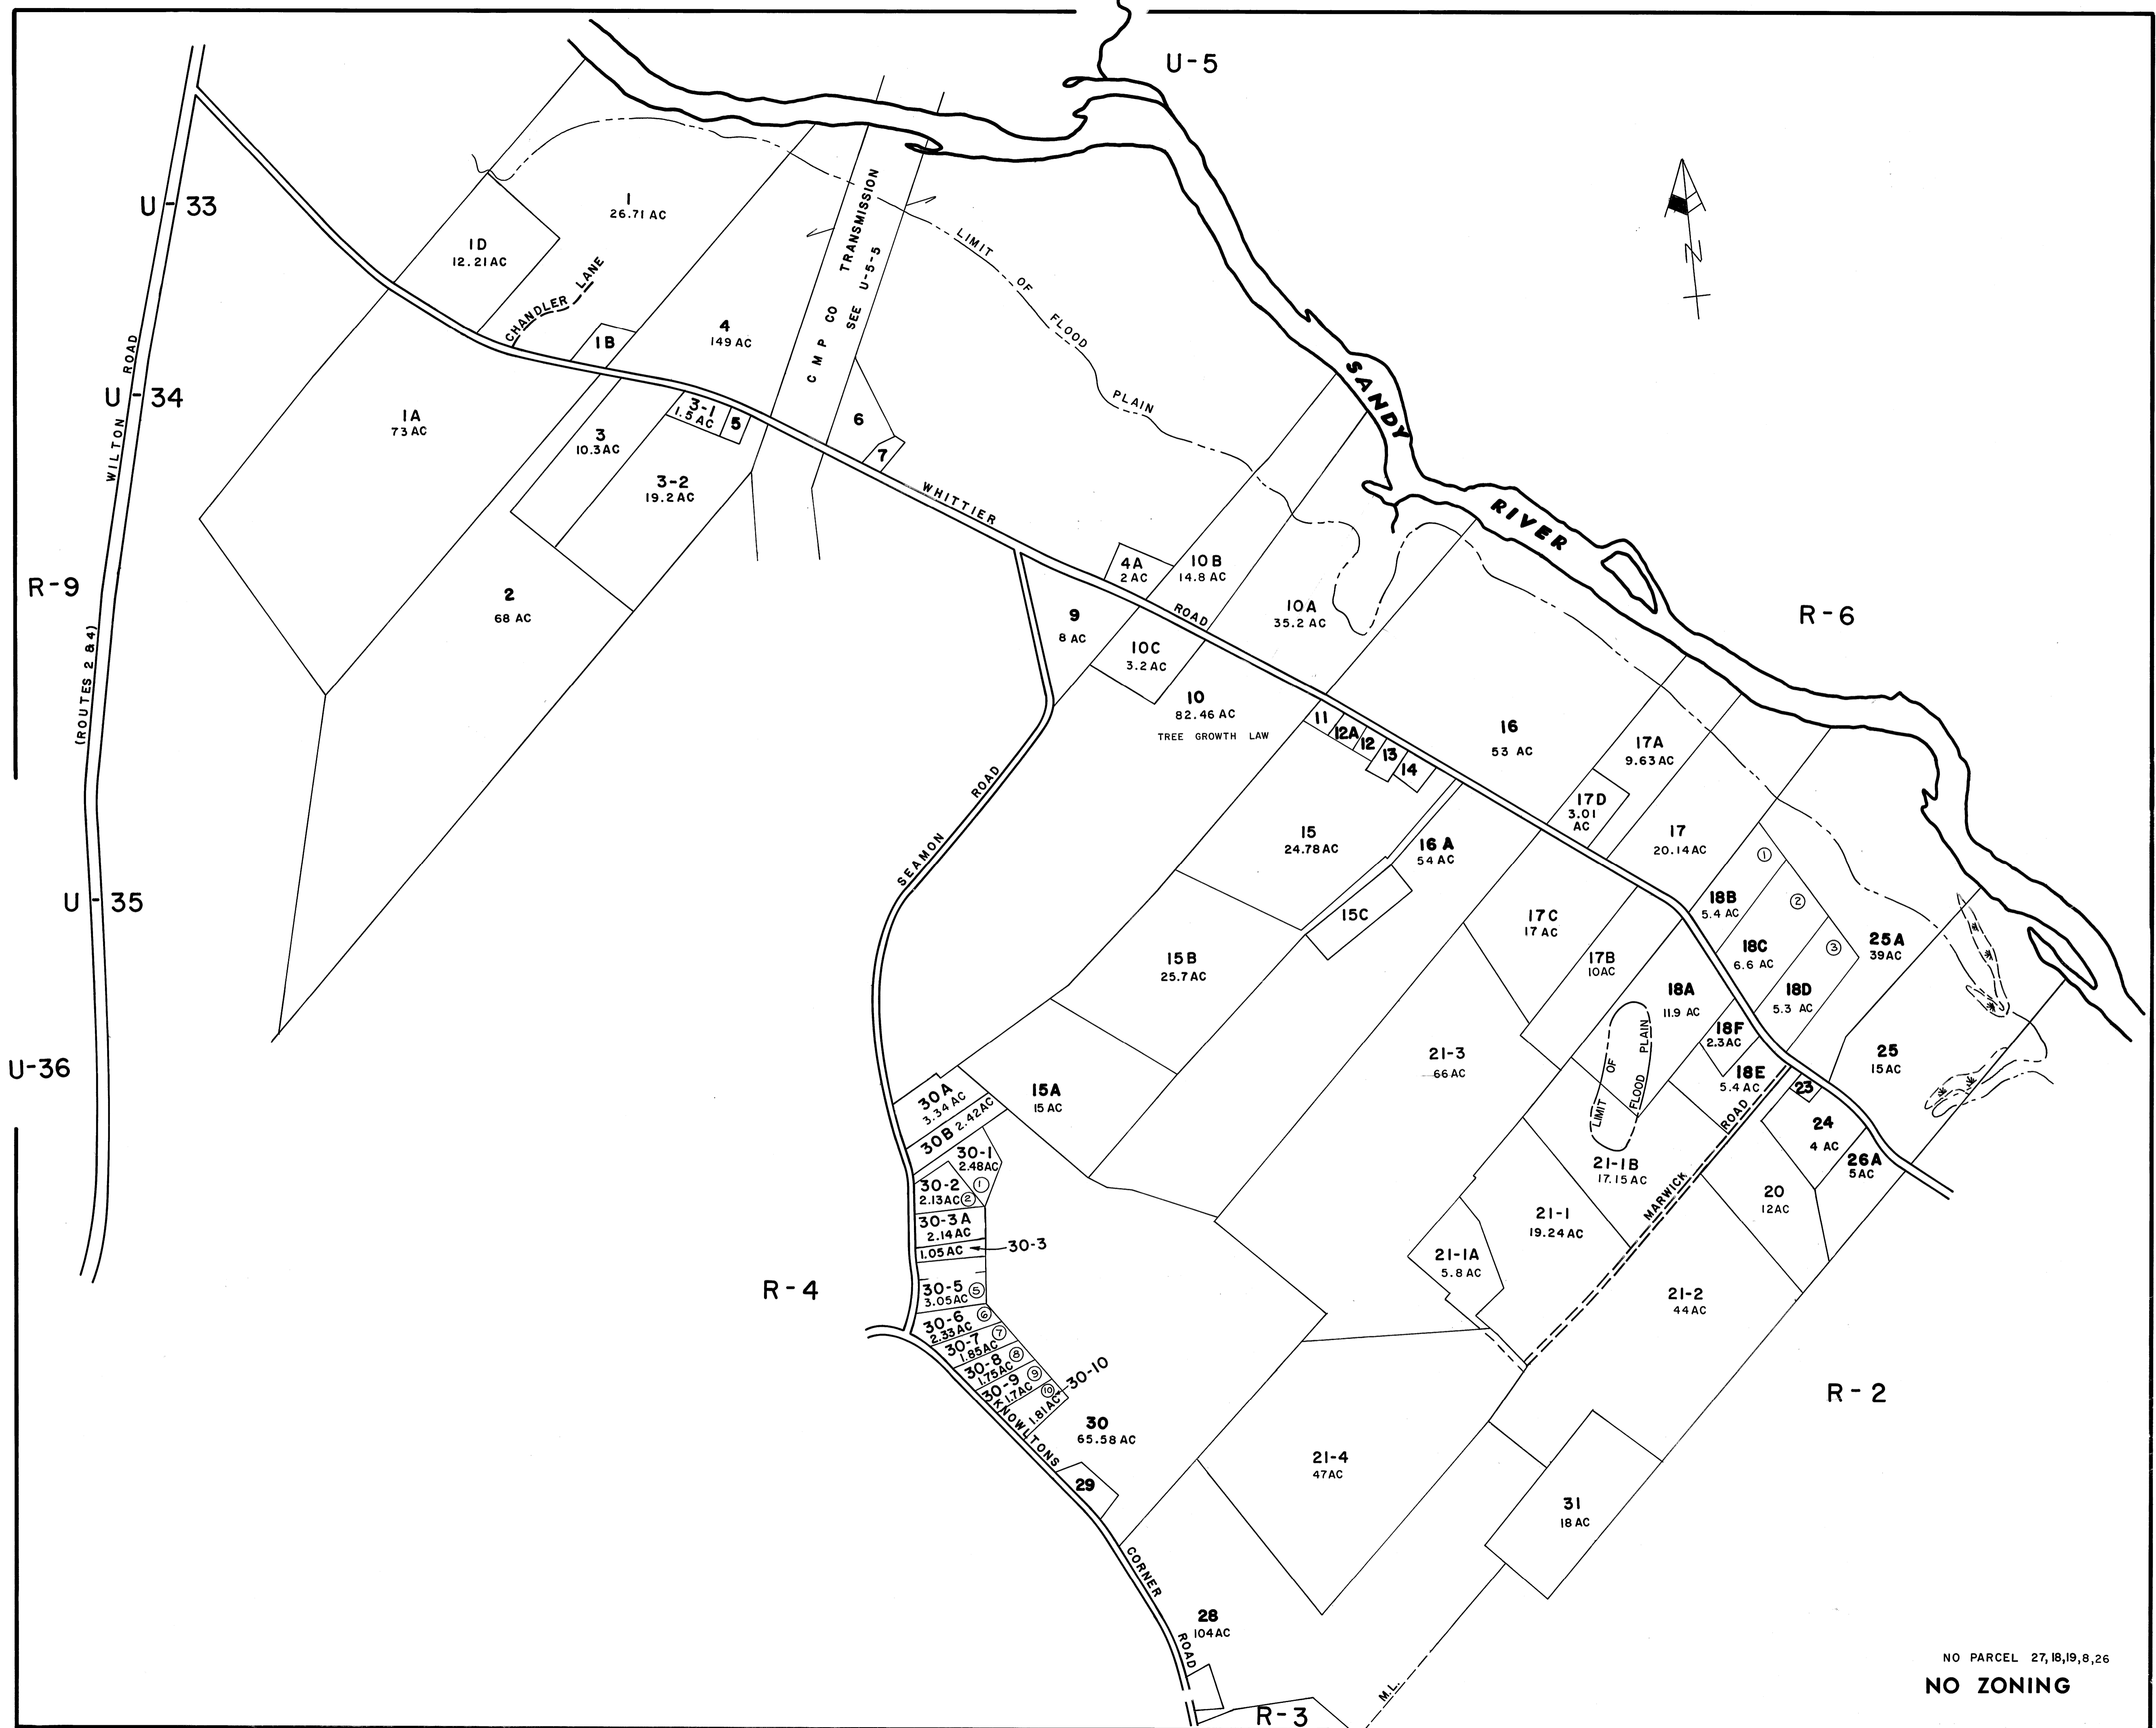 U-5
U-33
1
26.71 AC
1D
12.21 AC
CHANDLER LANE
1B
4
149 AC
C M P CO TRANSMISSION
SEE U-5-5
LIMIT OF FLOOD PLAIN
WILTON ROAD
(ROUTES 2 & 4)
U-34
1A
73 AC
3
10.3 AC
3-1
1.5 AC
5
3-2
19.2 AC
6
7
SANDY RIVER
WHITTIER ROAD
N
R-9
2
68 AC
4A
2 AC
10B
14.8 AC
9
8 AC
10A
35.2 AC
10C
3.2 AC
R-6
10
82.46 AC
TREE GROWTH LAW
11
12A
12
13
14
16
53 AC
17A
9.63 AC
17D
3.01
AC
SEAMON ROAD
15
24.78 AC
16 A
54 AC
17
20.14 AC
1
2
3
U-35
15C
17C
17 AC
18B
5.4 AC
18C
6.6 AC
25A
39 AC
15B
25.7 AC
17B
10 AC
18A
11.9 AC
18D
5.3 AC
18F
2.3 AC
LIMIT OF
FLOOD PLAIN
U-36
21-3
66 AC
25
15 AC
18E
5.4 AC
23
30A
3.34 AC
15A
15 AC
30B 2.42 AC
24
4 AC
26A
5 AC
30-1
2.48 AC
1
21-1B
17.15 AC
MARWICK ROAD
20
12 AC
30-2
2.13 AC 2
30-3A
2.14 AC
1.05 AC
30-3
21-1
19.24 AC
21-1A
5.8 AC
R-4
30-5 5
3.05 AC
21-2
44 AC
30-6 6
2.33 AC
30-7 7
1.85 AC
30-8 8
1.75 AC
30-9 9
1.7 AC
10
30-10
1.81 AC
R-2
KNOWLTONS CORNER ROAD
30
65.58 AC
29
21-4
47 AC
31
18 AC
28
104 AC
M.L.
R-3
NO PARCEL 27,18,19,8,26
NO ZONING